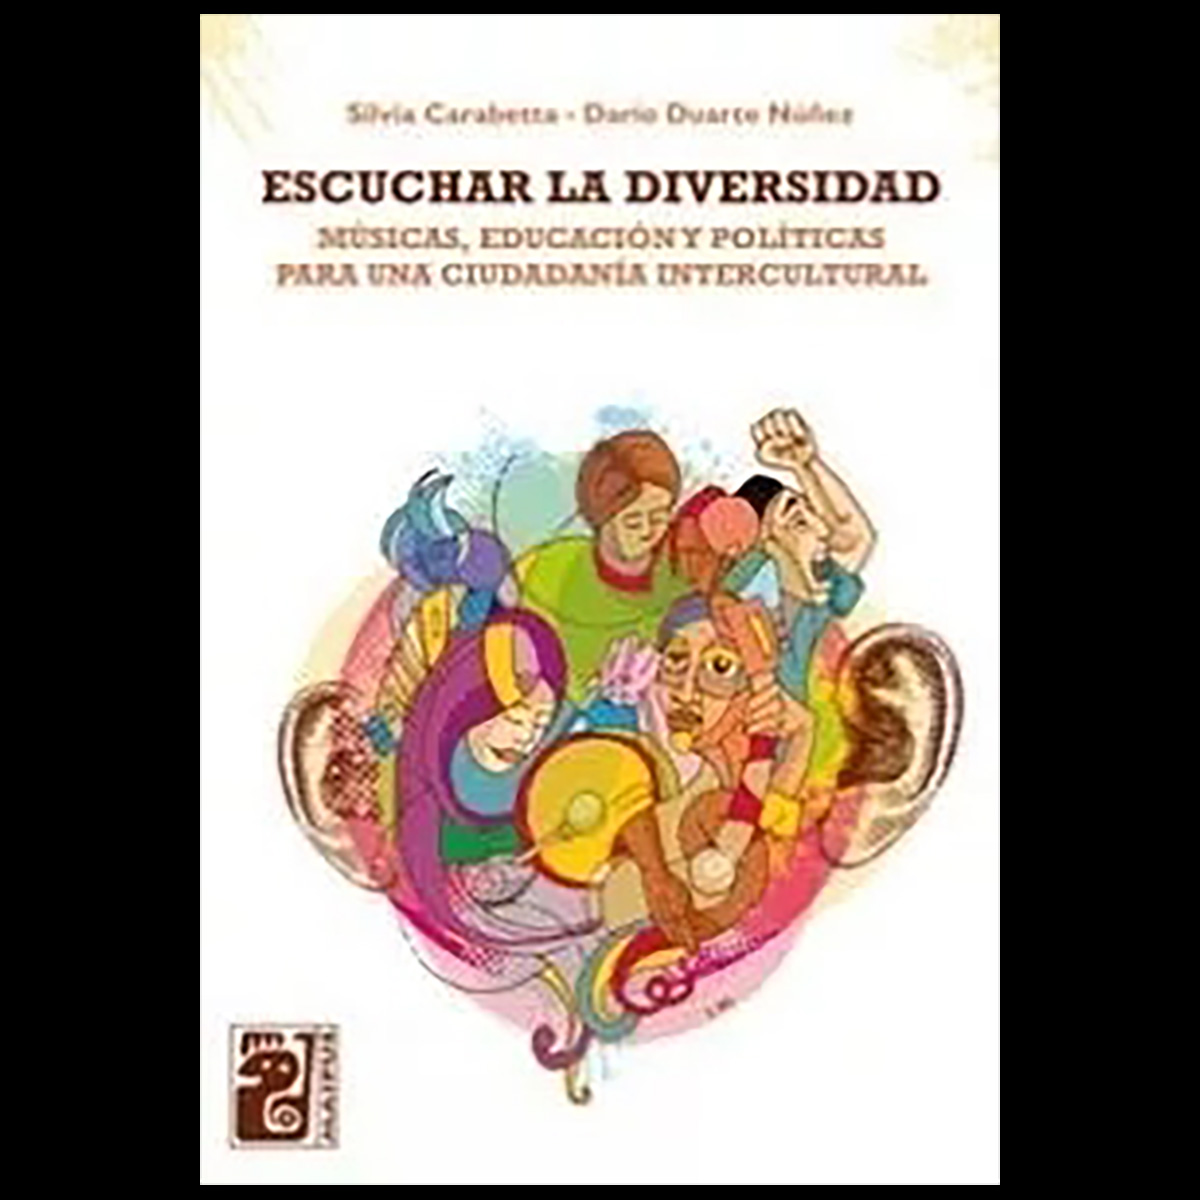 Silvia Carabetta - Darío Duarte Núñez
ESCUCHAR LA DIVERSIDAD
MÚSICAS, EDUCACIÓN Y POLÍTICAS
PARA UNA CIUDADANÍA INTERCULTURAL
MAIPUE